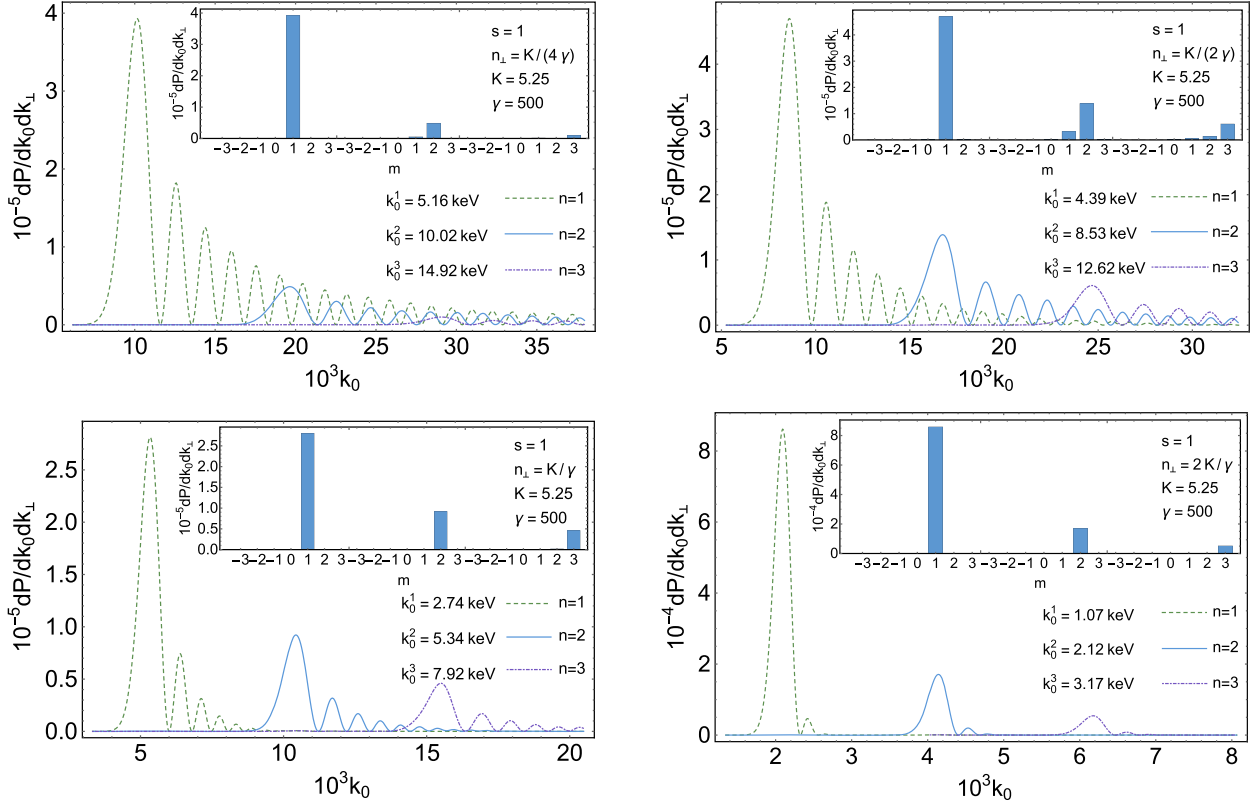 4
3
2
1
0
10 15 20 25 30 35
10⁻⁵dP/dk₀dk⊥
10³k₀
4
3
2
1
0
10⁻⁵dP/dk₀dk⊥
−3−2−1 0 1 2 3−3−2−1 0 1 2 3−3−2−1 0 1 2 3
m
s = 1
n⊥ = K/(4 γ)
K = 5.25
γ = 500
k₀¹ = 5.16 keV n=1
k₀² = 10.02 keV n=2
k₀³ = 14.92 keV n=3
4
3
2
1
0
5 10 15 20 25 30
10⁻⁵dP/dk₀dk⊥
10³k₀
4
3
2
1
0
10⁻⁵dP/dk₀dk⊥
−3−2−1 0 1 2 3−3−2−1 0 1 2 3−3−2−1 0 1 2 3
m
s = 1
n⊥ = K/(2 γ)
K = 5.25
γ = 500
k₀¹ = 4.39 keV n=1
k₀² = 8.53 keV n=2
k₀³ = 12.62 keV n=3
2.5
2.0
1.5
1.0
0.5
0.0
5 10 15 20
10⁻⁵dP/dk₀dk⊥
10³k₀
2.5
2.0
1.5
1.0
0.5
0.0
10⁻⁵dP/dk₀dk⊥
−3−2−1 0 1 2 3−3−2−1 0 1 2 3−3−2−1 0 1 2 3
m
s = 1
n⊥ = K/γ
K = 5.25
γ = 500
k₀¹ = 2.74 keV n=1
k₀² = 5.34 keV n=2
k₀³ = 7.92 keV n=3
8
6
4
2
0
2 3 4 5 6 7 8
10⁻⁴dP/dk₀dk⊥
10³k₀
8
6
4
2
0
10⁻⁴dP/dk₀dk⊥
−3−2−1 0 1 2 3−3−2−1 0 1 2 3−3−2−1 0 1 2 3
m
s = 1
n⊥ = 2 K/γ
K = 5.25
γ = 500
k₀¹ = 1.07 keV n=1
k₀² = 2.12 keV n=2
k₀³ = 3.17 keV n=3